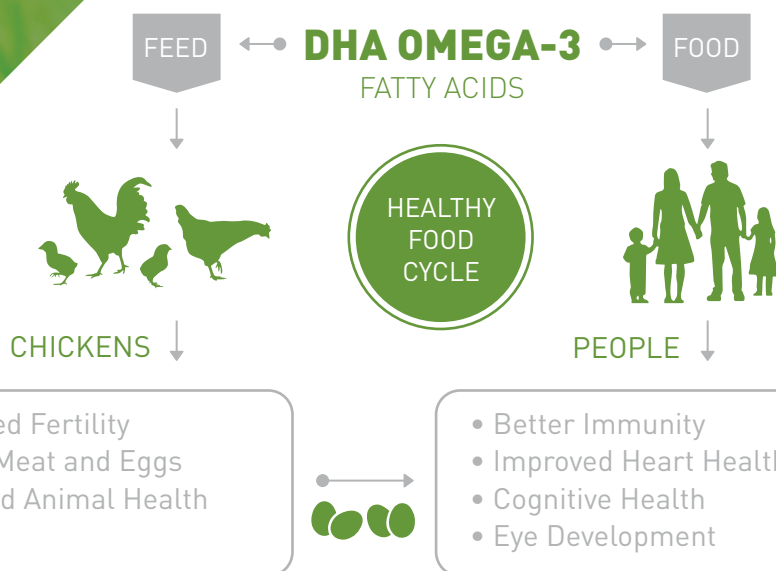 FEED
DHA OMEGA-3
FATTY ACIDS
FOOD
HEALTHY
FOOD
CYCLE
CHICKENS
PEOPLE
ed Fertility
Meat and Eggs
d Animal Health
• Better Immunity
• Improved Heart Health
• Cognitive Health
• Eye Development